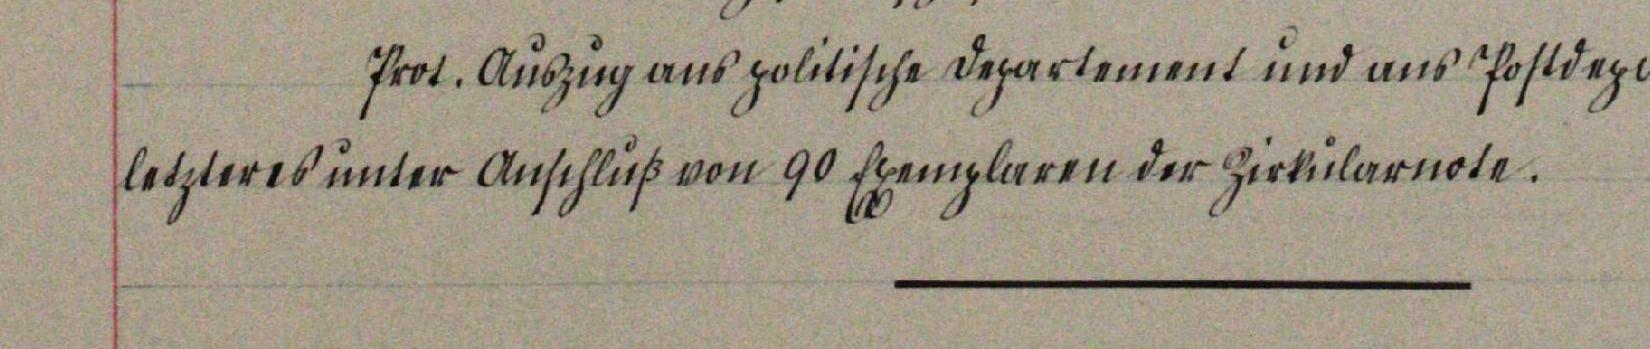 Prot. Auszug ans politische Departement und ans Postdep
letzteres unter Anschluß von 90 Exemplaren der Zirkularnote.